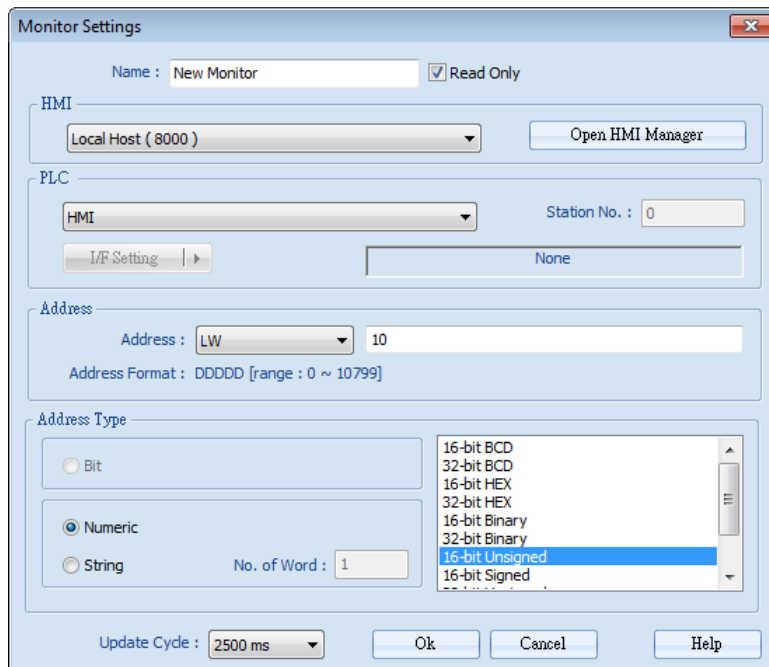 Monitor Settings
Name : New Monitor Read Only
HMI
Local Host ( 8000 ) Open HMI Manager
PLC
HMI Station No. : 0
I/F Setting None
Address
Address : LW 10
Address Format : DDDDD [range : 0 ~ 10799]
Address Type
Bit
Numeric
String No. of Word : 1
16-bit BCD
32-bit BCD
16-bit HEX
32-bit HEX
16-bit Binary
32-bit Binary
16-bit Unsigned
16-bit Signed
Update Cycle : 2500 ms Ok Cancel Help